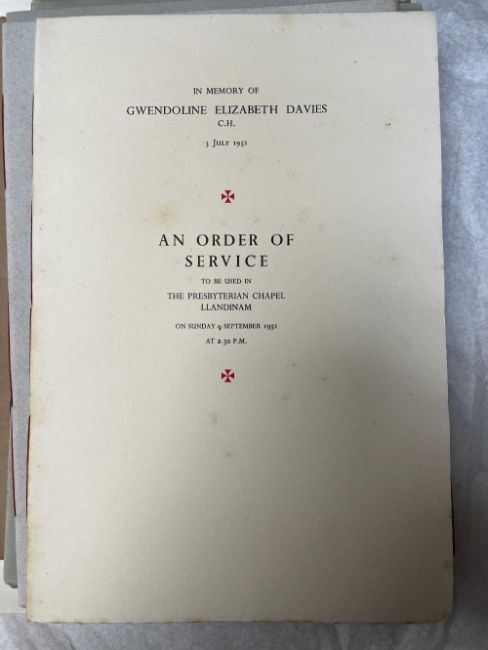 IN MEMORY OF
GWENDOLINE ELIZABETH DAVIES
C.H.
3 JULY 1951
AN ORDER OF
SERVICE
TO BE USED IN
THE PRESBYTERIAN CHAPEL
LLANDINAM
ON SUNDAY 9 SEPTEMBER 1951
AT 2.30 P.M.